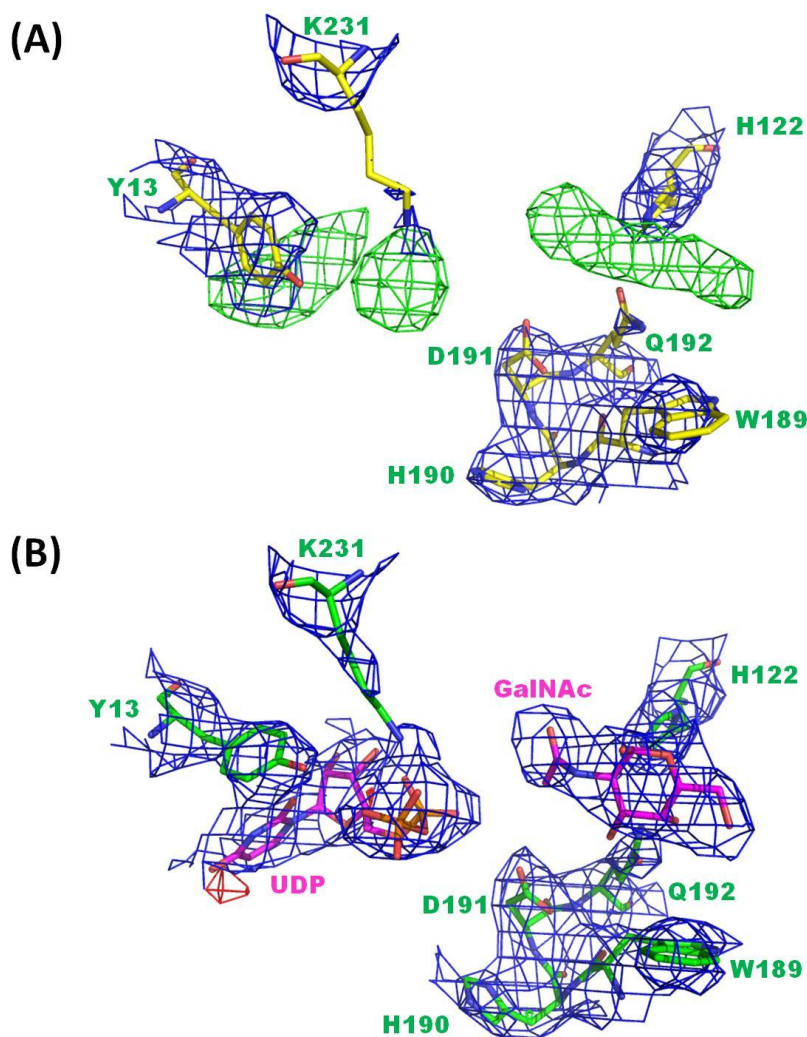 (A)
K231
H122
Y13
D191
Q192
W189
H190
(B)
K231
GalNAc
H122
Y13
UDP
D191
Q192
W189
H190